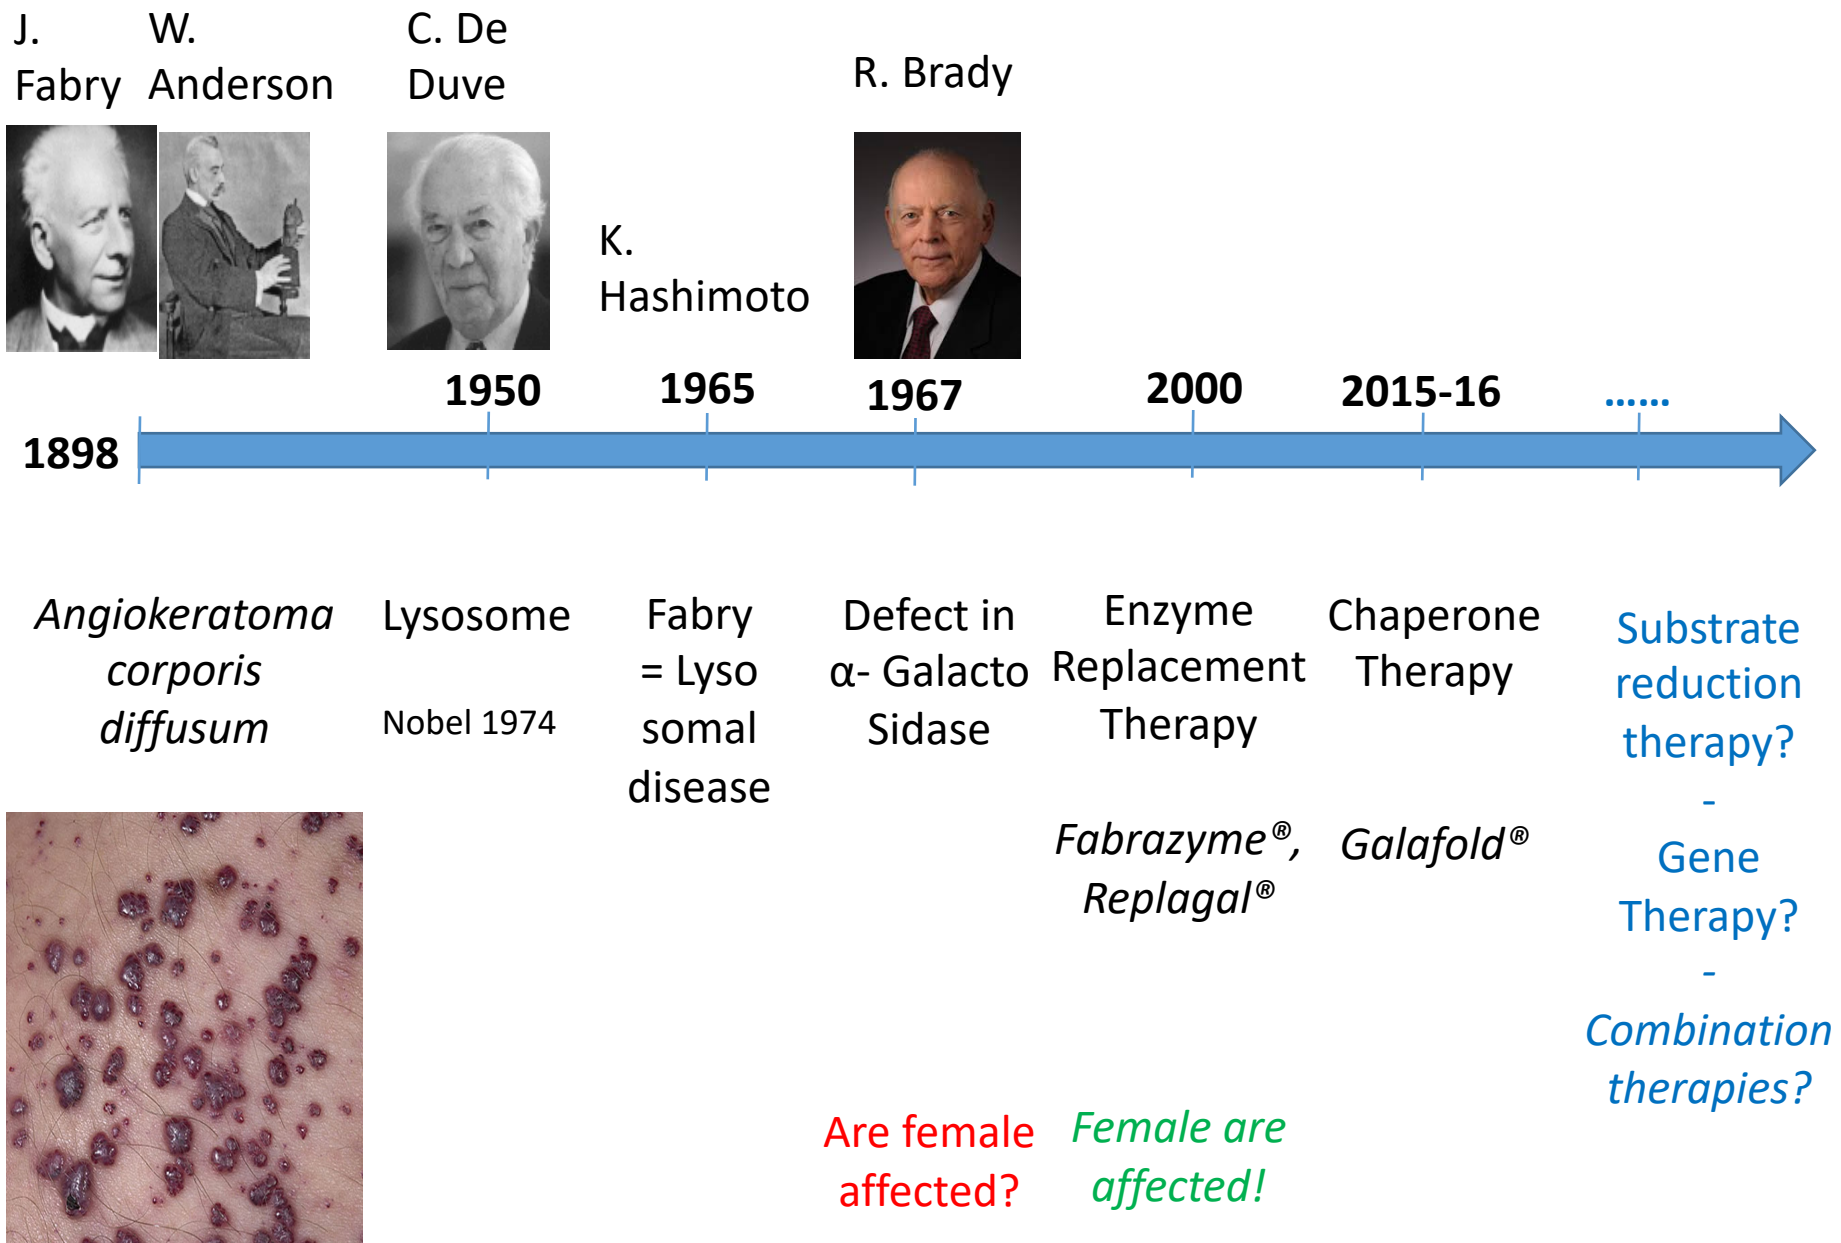 J.
Fabry
W.
Anderson
C. De
Duve
K.
Hashimoto
R. Brady
1898
1950
1965
1967
2000
2015-16
......
Angiokeratoma
corporis
diffusum
Lysosome
Nobel 1974
Fabry
= Lyso
somal
disease
Defect in
α- Galacto
Sidase
Enzyme
Replacement
Therapy
Fabrazyme®,
Replagal®
Chaperone
Therapy
Galafold®
Substrate
reduction
therapy?
-
Gene
Therapy?
-
Combination
therapies?
Are female
affected?
Female are
affected!